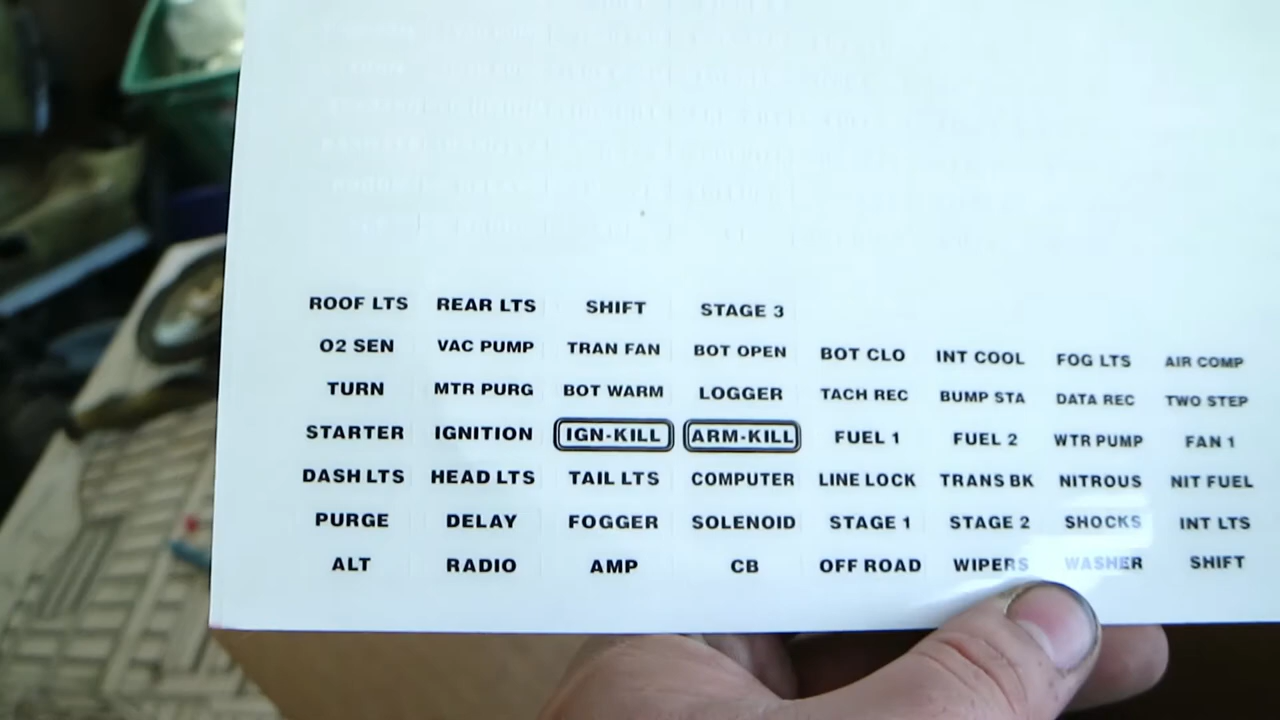 ROOF LTS REAR LTS SHIFT STAGE 3
O2 SEN VAC PUMP TRAN FAN BOT OPEN BOT CLO INT COOL FOG LTS AIR COMP
TURN MTR PURG BOT WARM LOGGER TACH REC BUMP STA DATA REC TWO STEP
STARTER IGNITION IGN-KILL ARM-KILL FUEL 1 FUEL 2 WTR PUMP FAN 1
DASH LTS HEAD LTS TAIL LTS COMPUTER LINE LOCK TRANS BK NITROUS NIT FUEL
PURGE DELAY FOGGER SOLENOID STAGE 1 STAGE 2 SHOCKS INT LTS
ALT RADIO AMP CB OFF ROAD WIPERS WASHER SHIFT